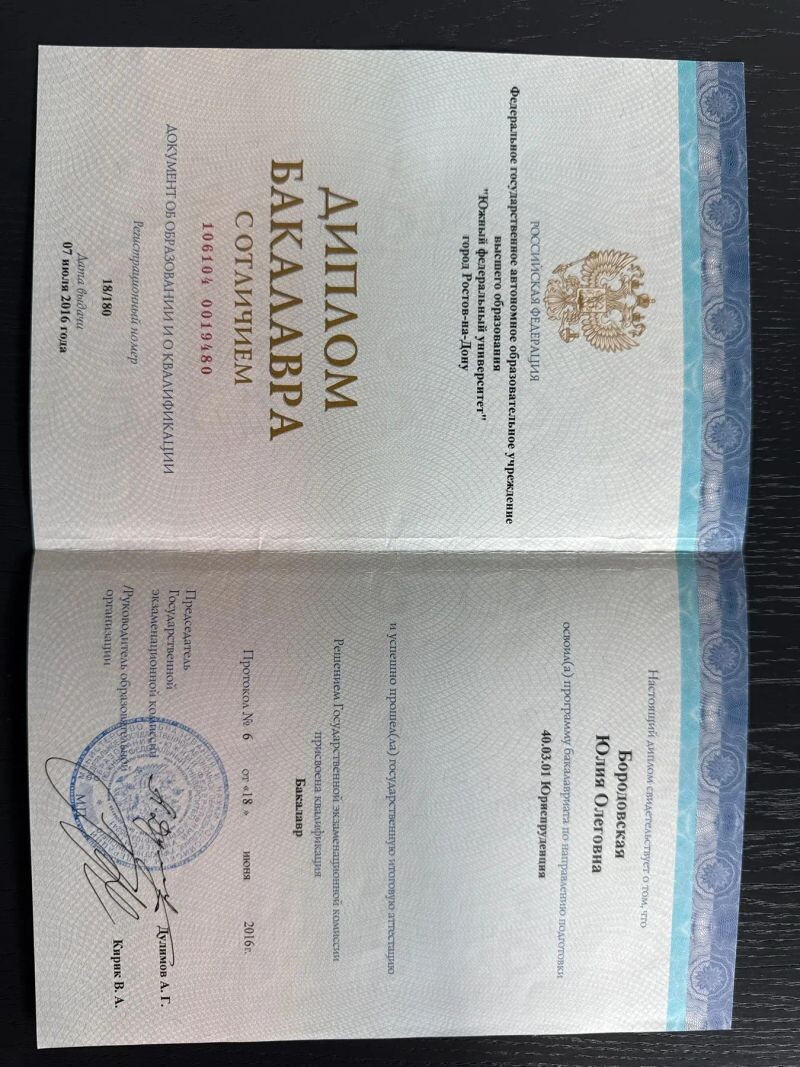 РОССИЙСКАЯ ФЕДЕРАЦИЯ
Федеральное государственное автономное образовательное учреждение
высшего образования
"Южный федеральный университет"
город Ростов-на-Дону
ДИПЛОМ
БАКАЛАВРА
С ОТЛИЧИЕМ
106104 0019480
ДОКУМЕНТ ОБ ОБРАЗОВАНИИ И О КВАЛИФИКАЦИИ
Регистрационный номер
18/180
Дата выдачи
07 июля 2016 года
Настоящий диплом свидетельствует о том, что
Бородовская
Юлия Олеговна
освоил(а) программу бакалавриата по направлению подготовки
40.03.01 Юриспруденция
и успешно прошел(ла) государственную итоговую аттестацию
Решением Государственной экзаменационной комиссии
присвоена квалификация
Бакалавр
Протокол № 6 от «18 » июня 2016г.
Председатель
Государственной
экзаменационной комиссии
Дулимов А. Г.
/Руководитель образовательной
организации
Кирик В. А.
М.П.